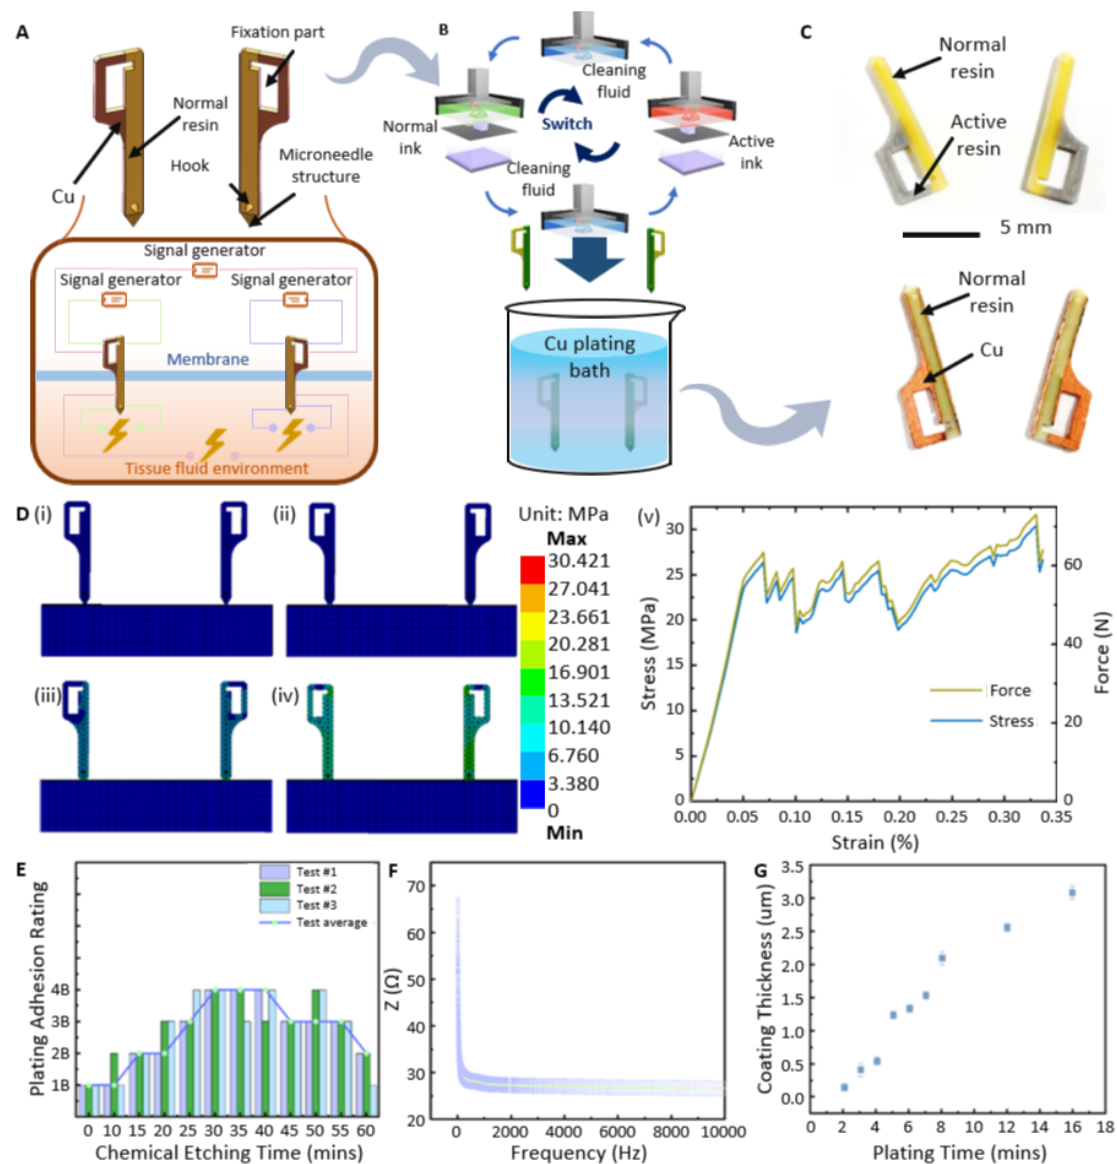 A
Fixation part
Normal
resin
Hook
Microneedle
structure
Cu
Signal generator
Signal generator
Signal generator
Membrane
Tissue fluid environment
B
Cleaning
fluid
Normal
ink
Switch
Active
ink
Cleaning
fluid
Cu plating
bath
C
Normal
resin
Active
resin
5 mm
Normal
resin
Cu
D (i)
(ii)
(iii)
(iv)
Unit: MPa
Max
30.421
27.041
23.661
20.281
16.901
13.521
10.140
6.760
3.380
0
Min
(v)
Stress (MPa)
30
25
20
15
10
5
0
Force (N)
60
40
20
0
Force
Stress
0.00 0.05 0.10 0.15 0.20 0.25 0.30 0.35
Strain (%)
E
Plating Adhesion Rating
4B
3B
2B
1B
Test #1
Test #2
Test #3
Test average
0 10 15 20 25 30 35 40 45 50 55 60
Chemical Etching Time (mins)
F
Z (Ω)
70
60
50
40
30
20
0 2000 4000 6000 8000 10000
Frequency (Hz)
G
Coating Thickness (um)
3.5
3.0
2.5
2.0
1.5
1.0
0.5
0.0
0 2 4 6 8 10 12 14 16 18
Plating Time (mins)